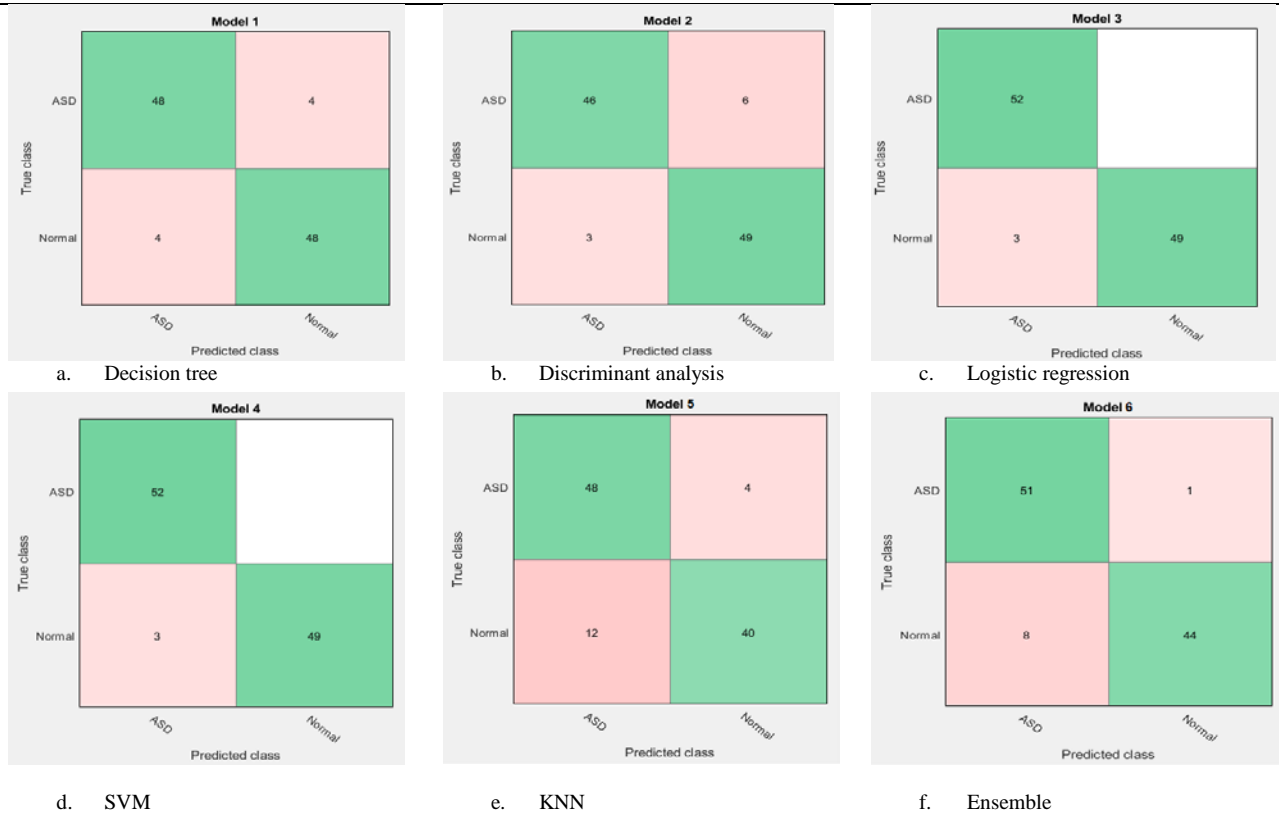 Model 1
True class
ASD
48
4
Normal
4
48
ASD
Normal
Predicted class
a. Decision tree
Model 2
True class
ASD
46
6
Normal
3
49
ASD
Normal
Predicted class
b. Discriminant analysis
Model 3
True class
ASD
52
Normal
3
49
ASD
Normal
Predicted class
c. Logistic regression
Model 4
True class
ASD
52
Normal
3
49
ASD
Normal
Predicted class
d. SVM
Model 5
True class
ASD
48
4
Normal
12
40
ASD
Normal
Predicted class
e. KNN
Model 6
True class
ASD
51
1
Normal
8
44
ASD
Normal
Predicted class
f. Ensemble